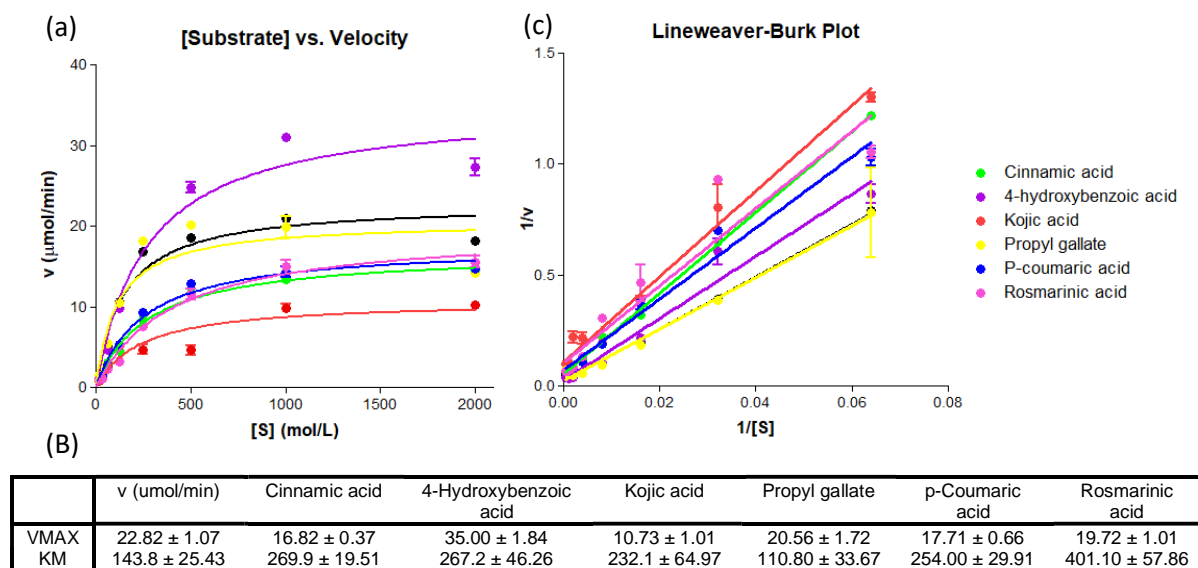 (a)
[Substrate] vs. Velocity
40
30
20
10
0
0
500
1000
1500
2000
v (μmol/min)
[S] (mol/L)
(c)
Lineweaver-Burk Plot
1.5
1.0
0.5
0.0
0.00
0.02
0.04
0.06
0.08
1/v
1/[S]
Cinnamic acid
4-hydroxybenzoic acid
Kojic acid
Propyl gallate
P-coumaric acid
Rosmarinic acid
(B)
v (umol/min) Cinnamic acid 4-Hydroxybenzoic acid Kojic acid Propyl gallate p-Coumaric acid Rosmarinic acid
VMAX 22.82 ± 1.07 16.82 ± 0.37 35.00 ± 1.84 10.73 ± 1.01 20.56 ± 1.72 17.71 ± 0.66 19.72 ± 1.01
KM 143.8 ± 25.43 269.9 ± 19.51 267.2 ± 46.26 232.1 ± 64.97 110.80 ± 33.67 254.00 ± 29.91 401.10 ± 57.86